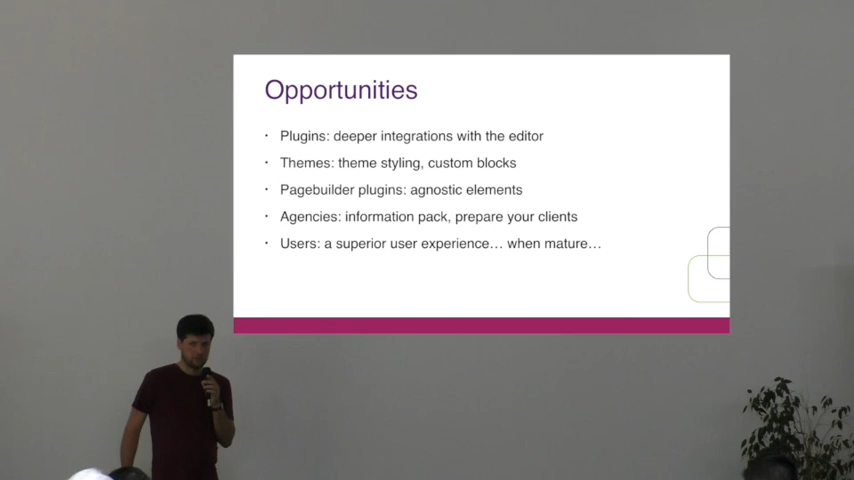 Opportunities
· Plugins: deeper integrations with the editor
· Themes: theme styling, custom blocks
· Pagebuilder plugins: agnostic elements
· Agencies: information pack, prepare your clients
· Users: a superior user experience… when mature…